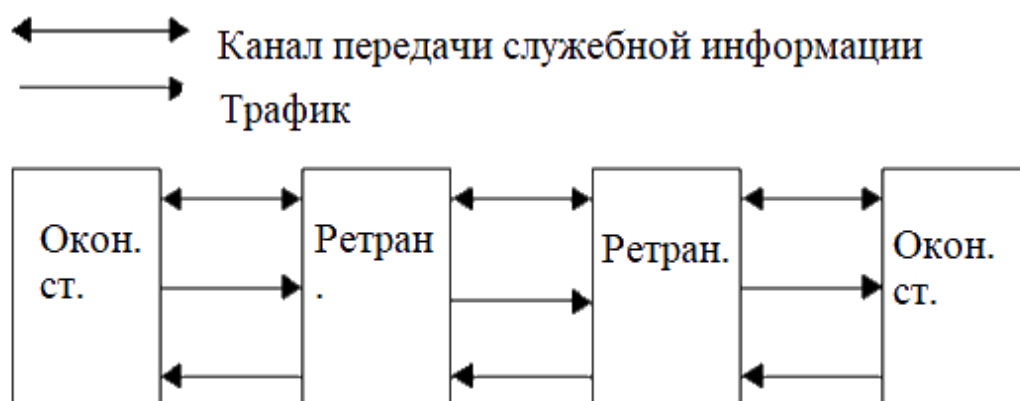 Канал передачи служебной информации
Трафик
Окон.
ст.
Ретран
.
Ретран.
Окон.
ст.